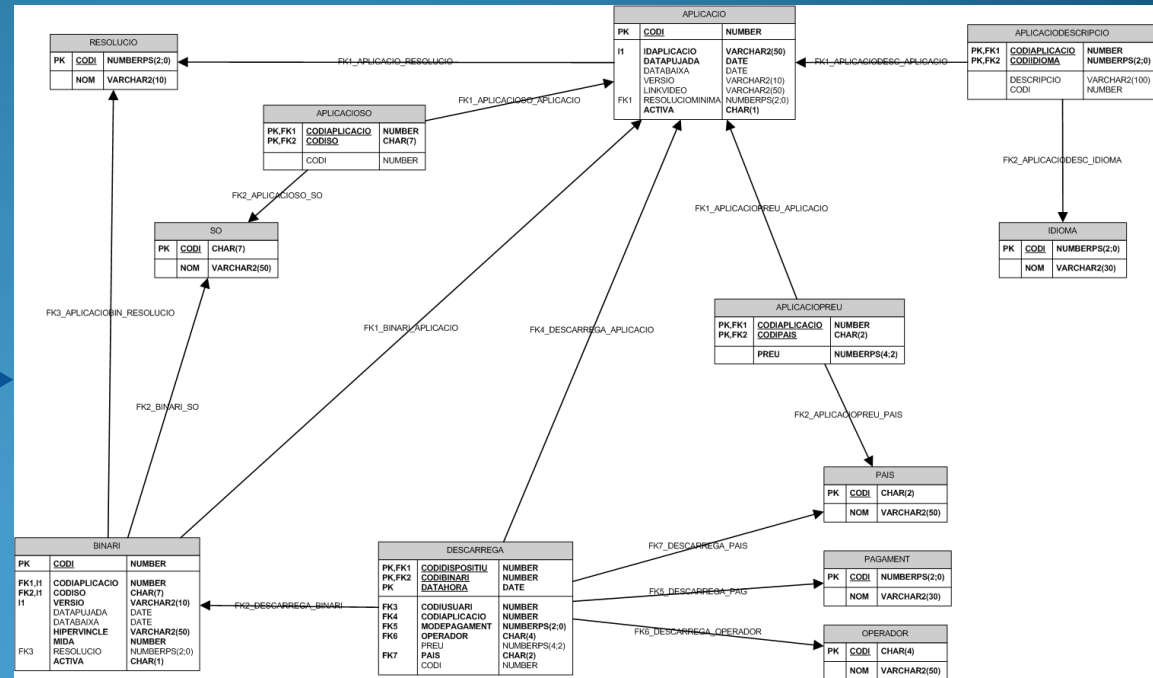 APLICACIO
PK CODI NUMBER
I1 IDAPLICACIO VARCHAR2(50)
DATAPUJADA DATE
DATABAIXA DATE
VERSIO VARCHAR2(10)
LINKVIDEO VARCHAR2(50)
FK1 RESOLUCIOMINIMA NUMBERPS(2;0)
ACTIVA CHAR(1)
RESOLUCIO
PK CODI NUMBERPS(2;0)
NOM VARCHAR2(10)
FK1_APLICACIO_RESOLUCIO
APLICACIODESCRIPCIO
PK,FK1 CODIAPLICACIO NUMBER
PK,FK2 CODIIDIOMA NUMBERPS(2;0)
DESCRIPCIO VARCHAR2(100)
CODI NUMBER
FK1_APLICACIODESC_APLICACIO
FK1_APLICACIOSO_APLICACIO
APLICACIOSO
PK,FK1 CODIAPLICACIO NUMBER
PK,FK2 CODISO CHAR(7)
CODI NUMBER
FK2_APLICACIODESC_IDIOMA
FK2_APLICACIOSO_SO
FK1_APLICACIOPREU_APLICACIO
SO
PK CODI CHAR(7)
NOM VARCHAR2(50)
IDIOMA
PK CODI NUMBERPS(2;0)
NOM VARCHAR2(30)
FK3_APLICACIOBIN_RESOLUCIO
FK1_BINARI_APLICACIO
FK4_DESCARREGA_APLICACIO
APLICACIOPREU
PK,FK1 CODIAPLICACIO NUMBER
PK,FK2 CODIPAIS CHAR(2)
PREU NUMBERPS(4;2)
FK2_BINARI_SO
FK2_APLICACIOPREU_PAIS
PAIS
PK CODI CHAR(2)
NOM VARCHAR2(50)
BINARI
PK CODI NUMBER
FK1,I1 CODIAPLICACIO NUMBER
FK2,I1 CODISO CHAR(7)
I1 VERSIO VARCHAR2(10)
DATAPUJADA DATE
DATABAIXA DATE
HIPERVINCLE VARCHAR2(50)
MIDA NUMBER
FK3 RESOLUCIO NUMBERPS(2;0)
ACTIVA CHAR(1)
FK2_DESCARREGA_BINARI
DESCARREGA
PK,FK1 CODIDISPOSITIU NUMBER
PK,FK2 CODIBINARI NUMBER
PK DATAHORA DATE
FK3 CODIUSUARI NUMBER
FK4 CODIAPLICACIO NUMBER
FK5 MODEPAGAMENT NUMBERPS(2;0)
FK6 OPERADOR CHAR(4)
PREU NUMBERPS(4;2)
FK7 PAIS CHAR(2)
CODI NUMBER
FK7_DESCARREGA_PAIS
FK5_DESCARREGA_PAG
FK6_DESCARREGA_OPERADOR
PAGAMENT
PK CODI NUMBERPS(2;0)
NOM VARCHAR2(30)
OPERADOR
PK CODI CHAR(4)
NOM VARCHAR2(50)